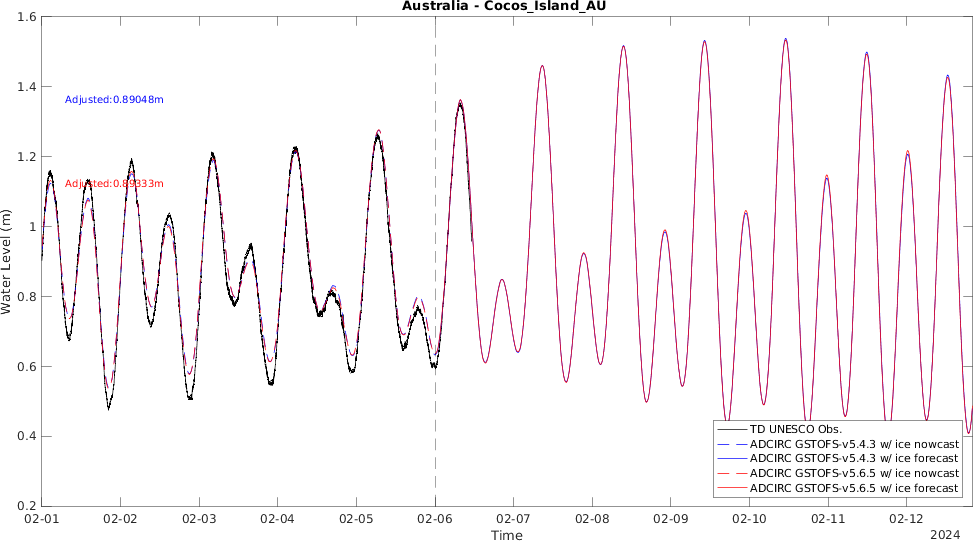 Australia - Cocos_Island_AU
1.6
1.4
1.2
1
0.8
0.6
0.4
0.2
Water Level (m)
Adjusted:0.89048m
Adjusted:0.89333m
TD UNESCO Obs.
ADCIRC GSTOFS-v5.4.3 w/ ice nowcast
ADCIRC GSTOFS-v5.4.3 w/ ice forecast
ADCIRC GSTOFS-v5.6.5 w/ ice nowcast
ADCIRC GSTOFS-v5.6.5 w/ ice forecast
02-01 02-02 02-03 02-04 02-05 02-06 02-07 02-08 02-09 02-10 02-11 02-12
Time
2024